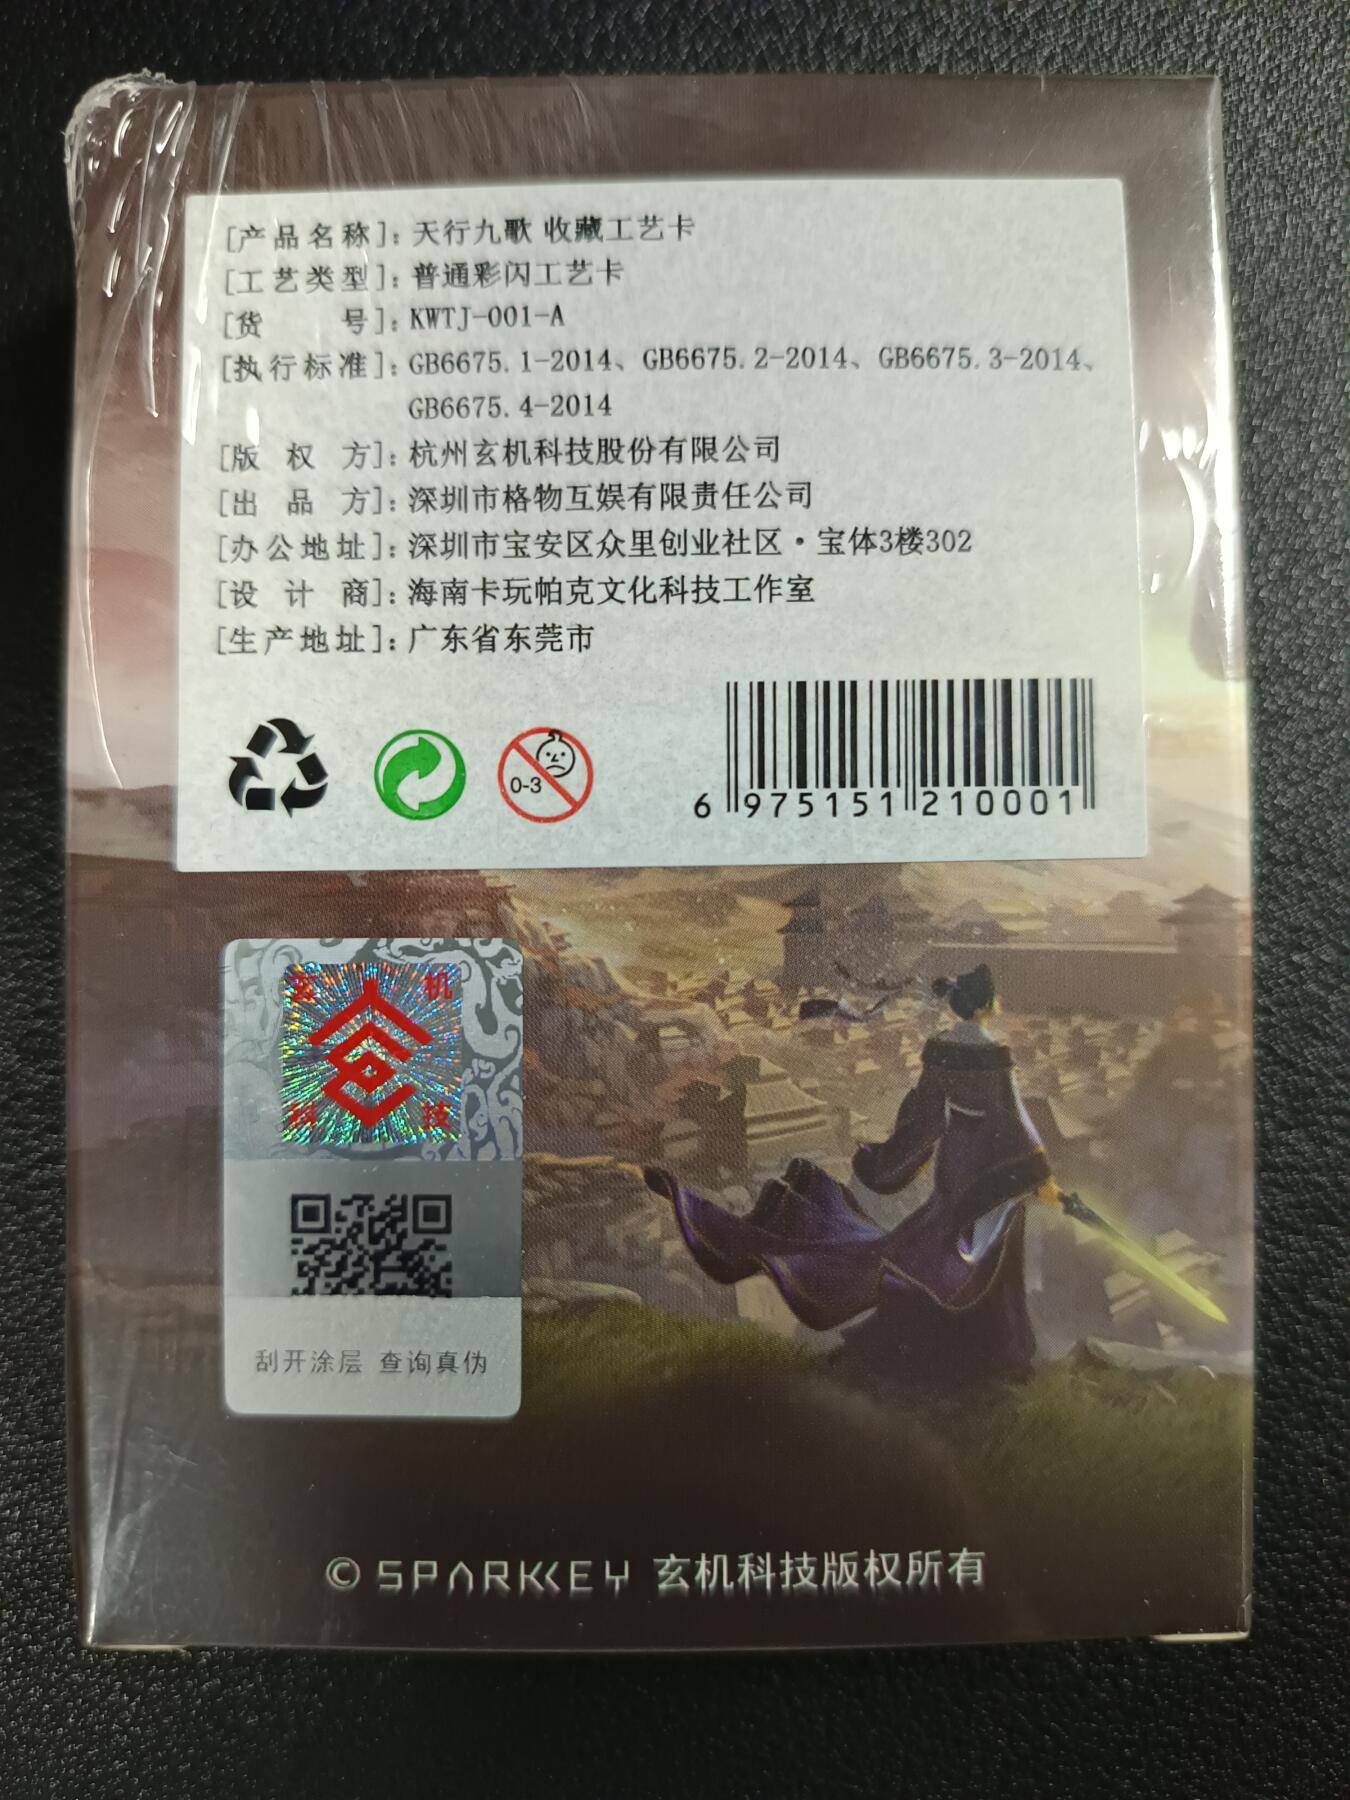 [产品名称]：天行九歌 收藏工艺卡
[工艺类型]：普通彩闪工艺卡
[货 号]：KWTJ-001-A
[执行标准]：GB6675.1-2014、GB6675.2-2014、GB6675.3-2014、
GB6675.4-2014
[版 权 方]：杭州玄机科技股份有限公司
[出 品 方]：深圳市格物互娱有限责任公司
[办公地址]：深圳市宝安区众里创业社区·宝体3楼302
[设 计 商]：海南卡玩帕克文化科技工作室
[生产地址]：广东省东莞市
0-3
6 975151 210001
玄 机
科 技
刮开涂层 查询真伪
© SPARKKEY 玄机科技版权所有